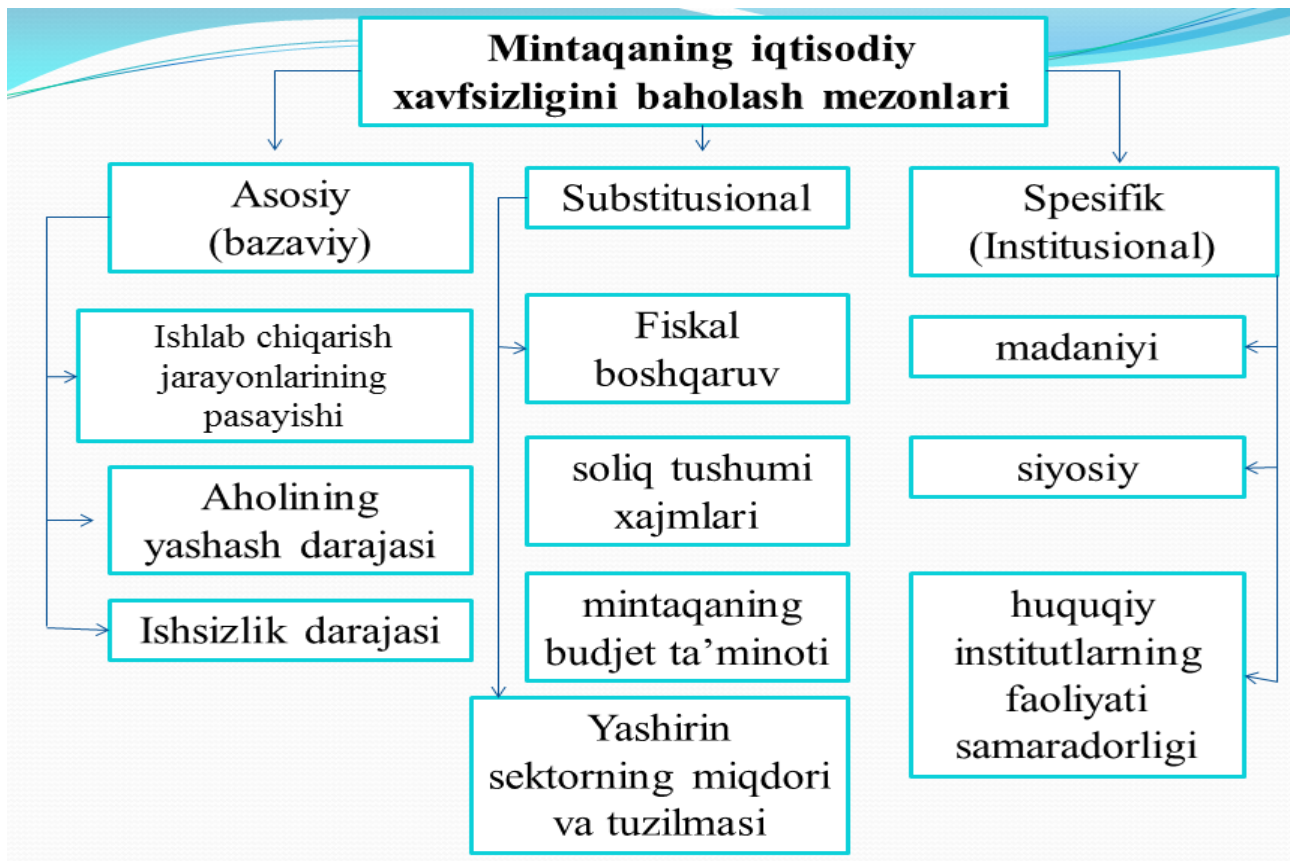 Mintaqaning iqtisodiy
xavfsizligini baholash mezonlari
Asosiy
(bazaviy)
Ishlab chiqarish
jarayonlarining
pasayishi
Aholining
yashash darajasi
Ishsizlik darajasi
Substitusional
Fiskal
boshqaruv
soliq tushumi
xajmlari
mintaqaning
budjet ta’minoti
Yashirin
sektorning miqdori
va tuzilmasi
Spesifik
(Institusional)
madaniyi
siyosiy
huquqiy
institutlarning
faoliyati
samaradorligi